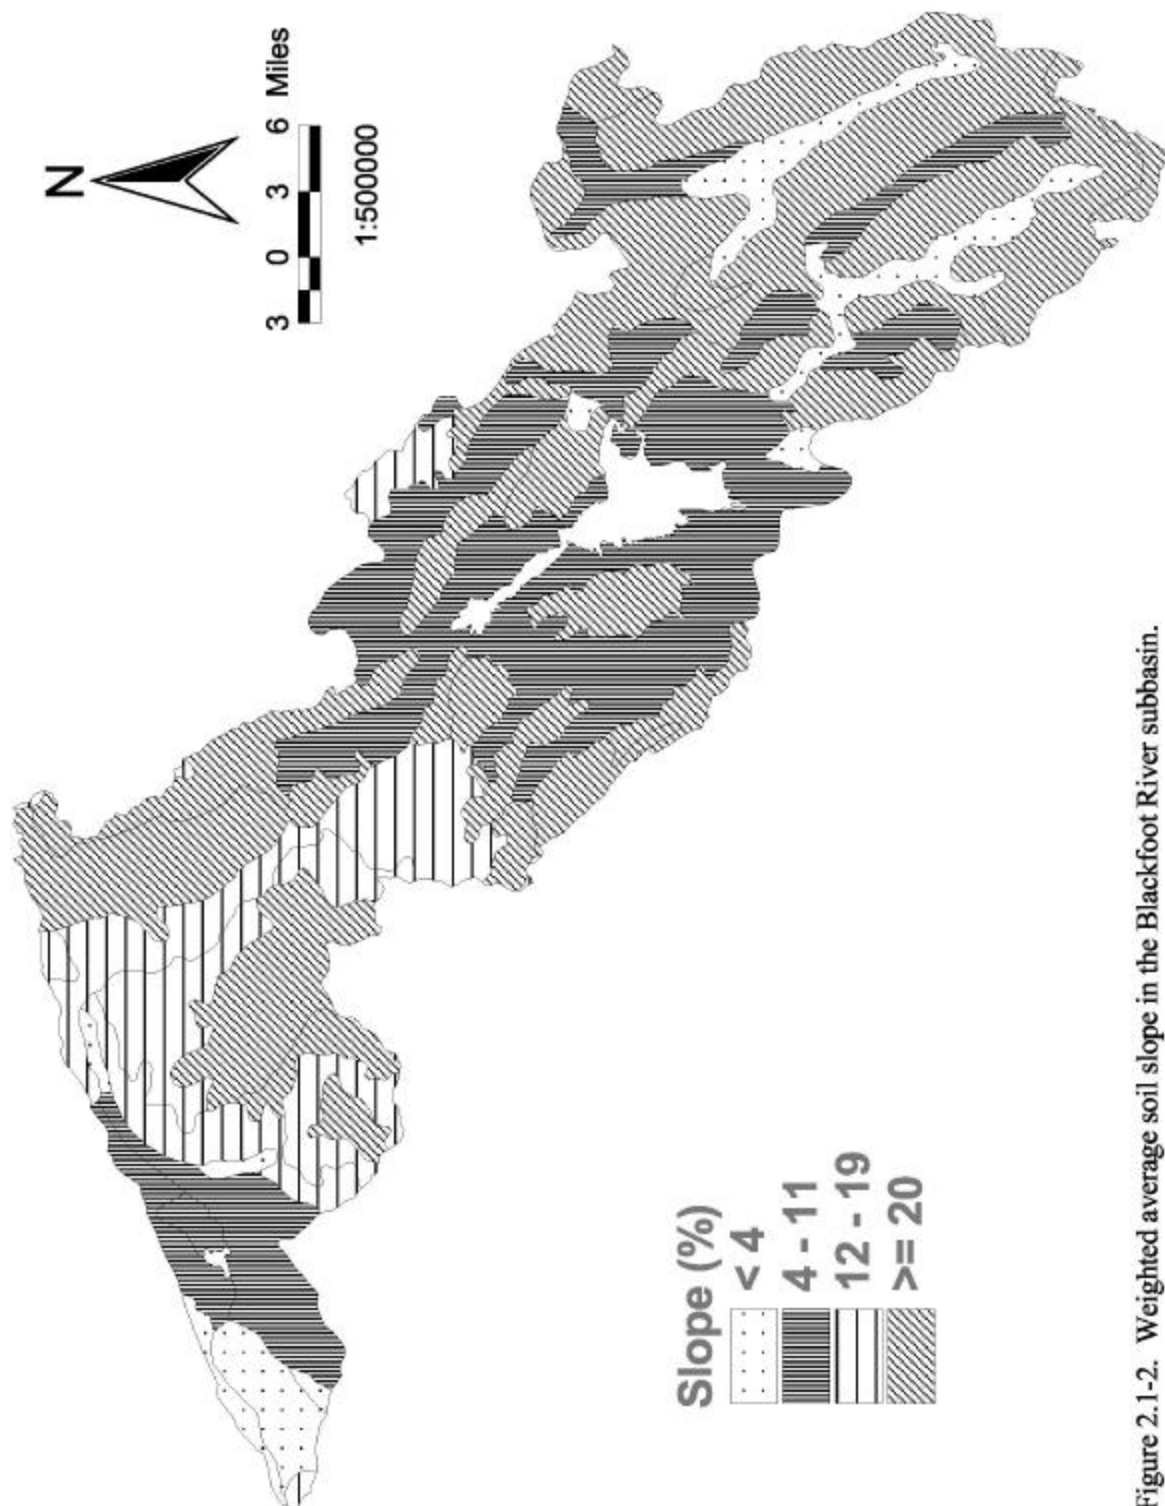 N
3 0 3 6 Miles
1:500000
Slope (%)
< 4
4 - 11
12 - 19
>= 20
Figure 2.1-2. Weighted average soil slope in the Blackfoot River subbasin.